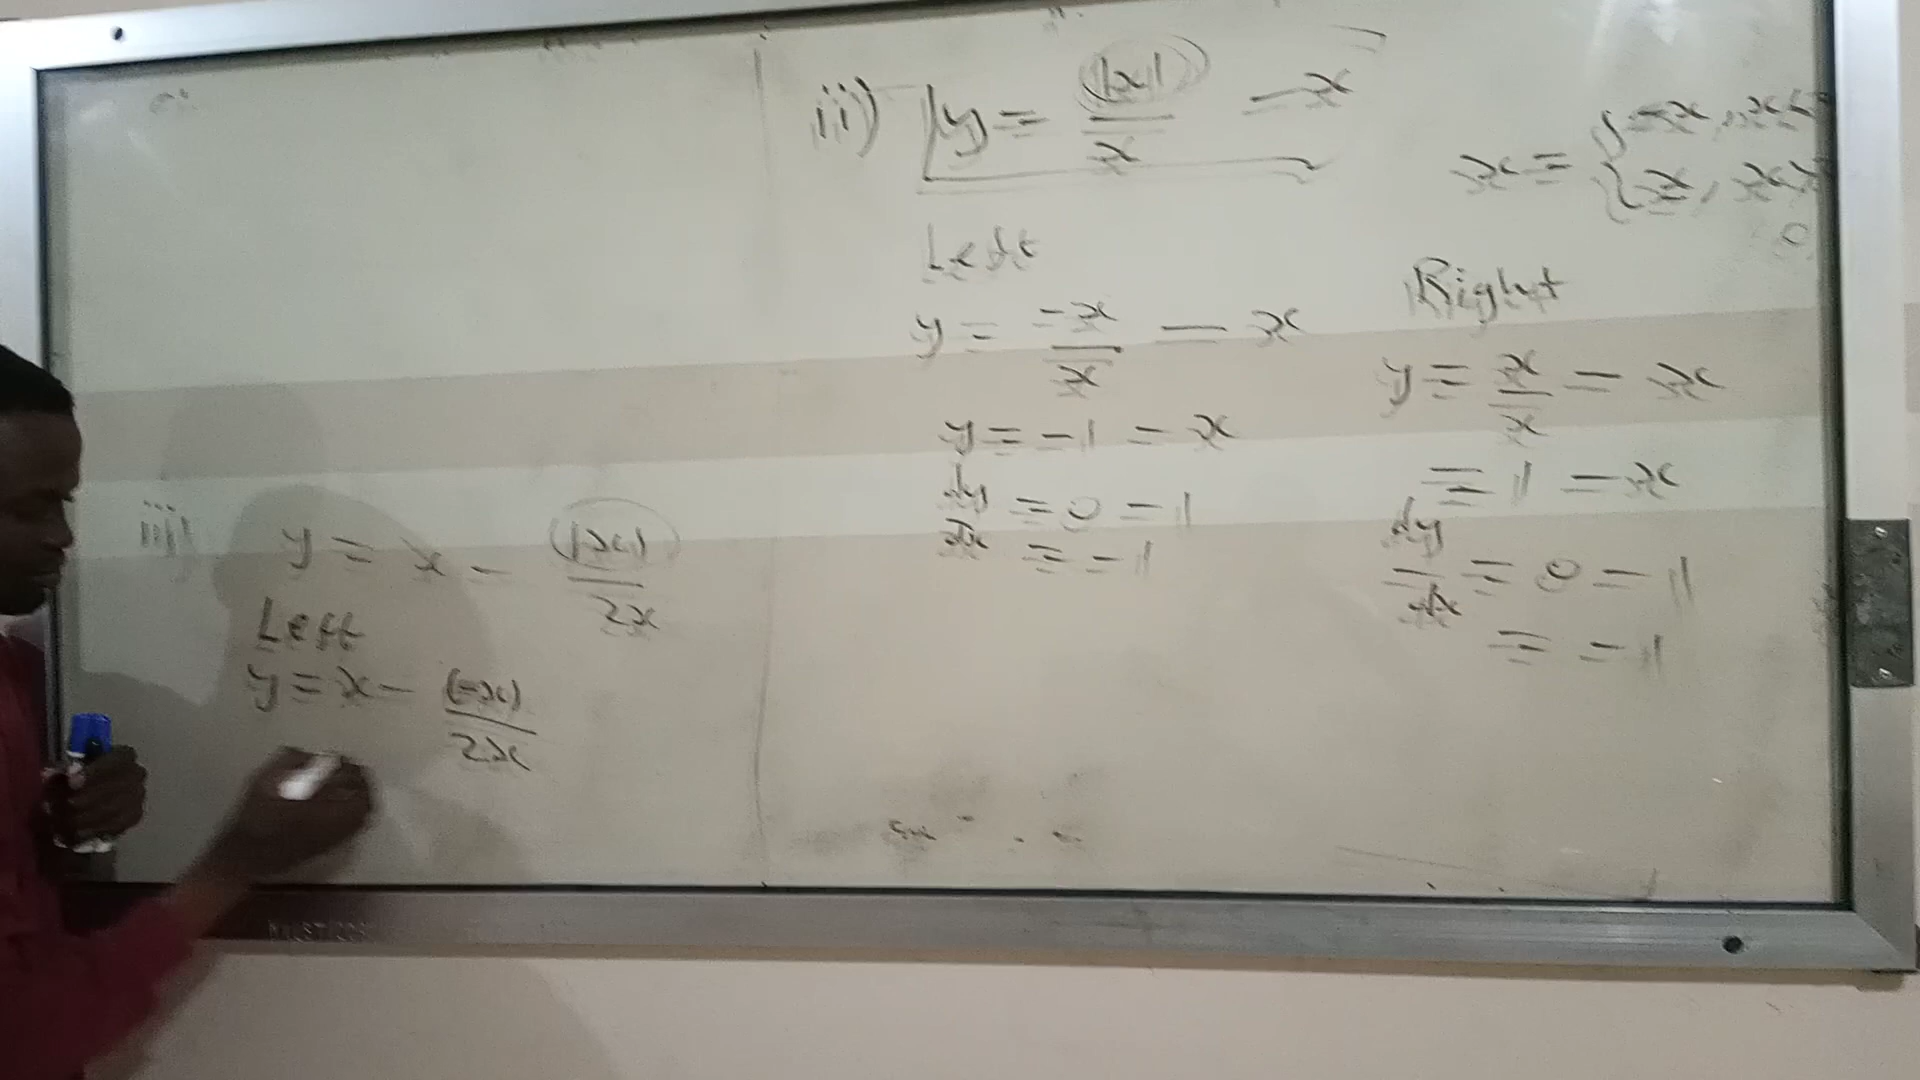 ii) y = |x|/x - x
x = { -x, x<
x, x>
0
Left
y = -x/x - x
y = -1 - x
dy/dx = 0 - 1
= -1
Right
y = x/x - x
= 1 - x
dy/dx = 0 - 1
= -1
iii) y = x - |x|/2x
Left
y = x - (-x)/2x